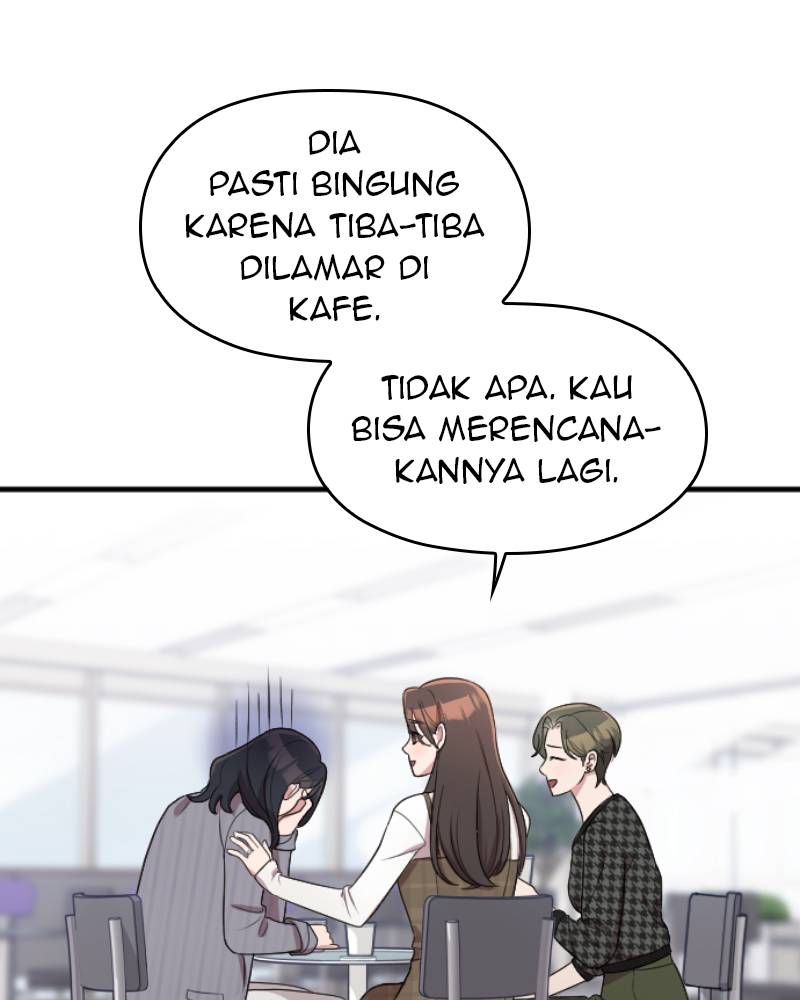 DIA
PASTI BINGUNG
KARENA TIBA-TIBA
DILAMAR DI
KAFE.
TIDAK APA. KAU
BISA MERENCANA-
KANNYA LAGI.